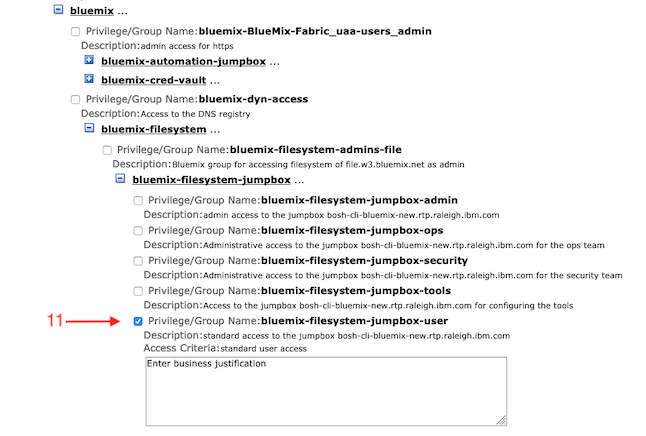 bluemix ...
Privilege/Group Name:bluemix-BlueMix-Fabric_uaa-users_admin
Description:admin access for https
bluemix-automation-jumpbox ...
bluemix-cred-vault ...
Privilege/Group Name:bluemix-dyn-access
Description:Access to the DNS registry
bluemix-filesystem ...
Privilege/Group Name:bluemix-filesystem-admins-file
Description:Bluemix group for accessing filesystem of file.w3.bluemix.net as admin
bluemix-filesystem-jumpbox ...
Privilege/Group Name:bluemix-filesystem-jumpbox-admin
Description:admin access to the jumpbox bosh-cli-bluemix-new.rtp.raleigh.ibm.com
Privilege/Group Name:bluemix-filesystem-jumpbox-ops
Description:Administrative access to the jumpbox bosh-cli-bluemix-new.rtp.raleigh.ibm.com for the ops team
Privilege/Group Name:bluemix-filesystem-jumpbox-security
Description:Administrative access to the jumpbox bosh-cli-bluemix-new.rtp.raleigh.ibm.com for the security team
Privilege/Group Name:bluemix-filesystem-jumpbox-tools
Description:Access to the jumpbox bosh-cli-bluemix-new.rtp.raleigh.ibm.com for configuring the tools
11 Privilege/Group Name:bluemix-filesystem-jumpbox-user
Description:standard access to the jumpbox bosh-cli-bluemix-new.rtp.raleigh.ibm.com
Access Criteria:standard user access
Enter business justification